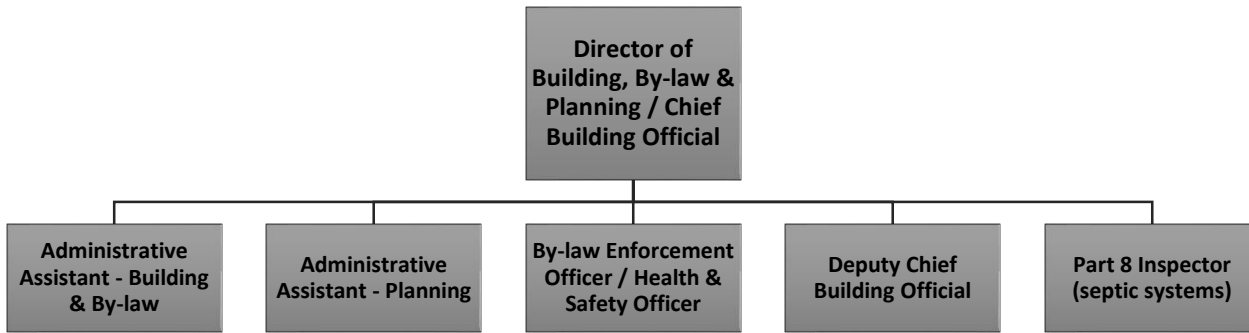 Director of
Building, By-law &
Planning / Chief
Building Official
Administrative
Assistant - Building
& By-law
Administrative
Assistant - Planning
By-law Enforcement
Officer / Health &
Safety Officer
Deputy Chief
Building Official
Part 8 Inspector
(septic systems)